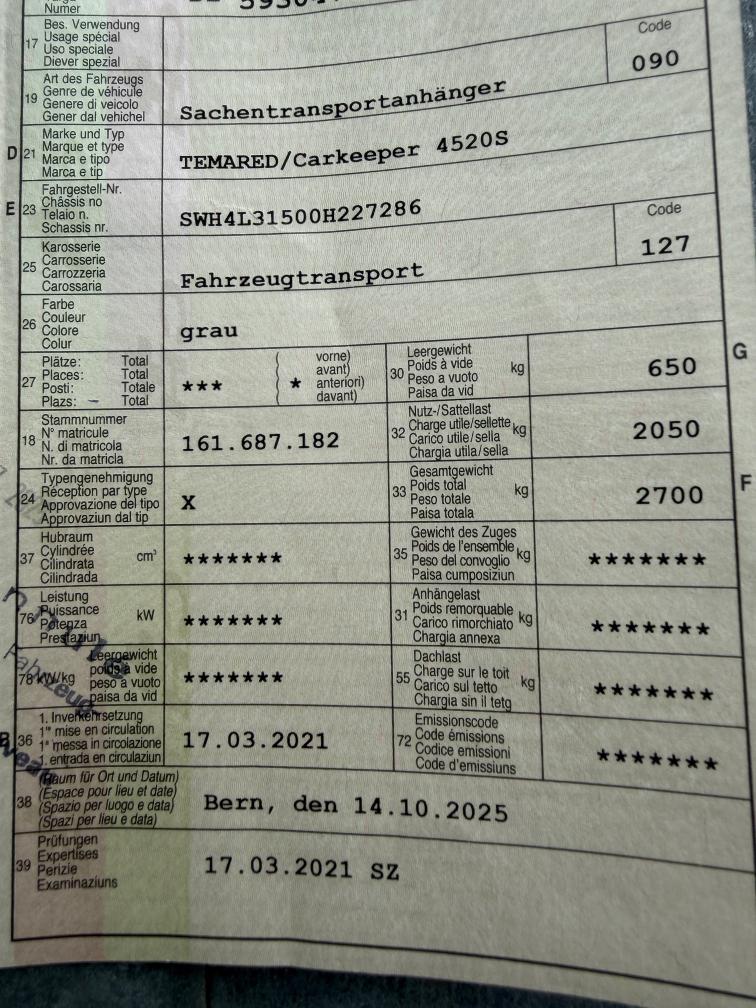 Numer
17 Bes. Verwendung
Usage spécial
Uso speciale
Diever spezial
Code
090
19 Art des Fahrzeugs
Genre de véhicule
Genere di veicolo
Gener dal vehichel
Sachentransportanhänger
D 21 Marke und Typ
Marque et type
Marca e tipo
Marca e tip
TEMARED/Carkeeper 4520S
E 23 Fahrgestell-Nr.
Châssis no
Telaio n.
Schassis nr.
SWH4L31500H227286
25 Karosserie
Carrosserie
Carrozzeria
Carossaria
Fahrzeugtransport
Code
127
26 Farbe
Couleur
Colore
Colur
grau
27 Plätze: Total
Places: Total
Posti: Totale
Plazs: – Total
*** ( * vorne)
avant)
anteriori)
davant)
30 Leergewicht
Poids à vide
Peso a vuoto
Paisa da vid
kg
650
G
18 Stammnummer
N° matricule
N. di matricola
Nr. da matricla
161.687.182
32 Nutz-/Sattellast
Charge utile/sellette
Carico utile/sella
Chargia utila/sella
kg
2050
24 Typengenehmigung
Réception par type
Approvazione del tipo
Approvaziun dal tip
X
33 Gesamtgewicht
Poids total
Peso totale
Paisa totala
kg
2700
F
37 Hubraum
Cylindrée
Cilindrata
Cilindrada
cm³
*******
35 Gewicht des Zuges
Poids de l'ensemble
Peso del convoglio
Paisa cumposiziun
kg
*******
76 Leistung
Puissance
Potenza
Prestaziun
kW
*******
31 Anhängelast
Poids remorquable
Carico rimorchiato
Chargia annexa
kg
*******
78 kW/kg Leergewicht
poids à vide
peso a vuoto
paisa da vid
*******
55 Dachlast
Charge sur le toit
Carico sul tetto
Chargia sin il tetg
kg
*******
B 36 1. Inverkehrsetzung
1re mise en circulation
1a messa in circolazione
1. entrada en circulaziun
17.03.2021
72 Emissionscode
Code émissions
Codice emissioni
Code d'emissiuns
*******
38 (Raum für Ort und Datum)
(Espace pour lieu et date)
(Spazio per luogo e data)
(Spazi per lieu e data)
Bern, den 14.10.2025
39 Prüfungen
Expertises
Perizie
Examinaziuns
17.03.2021 SZ